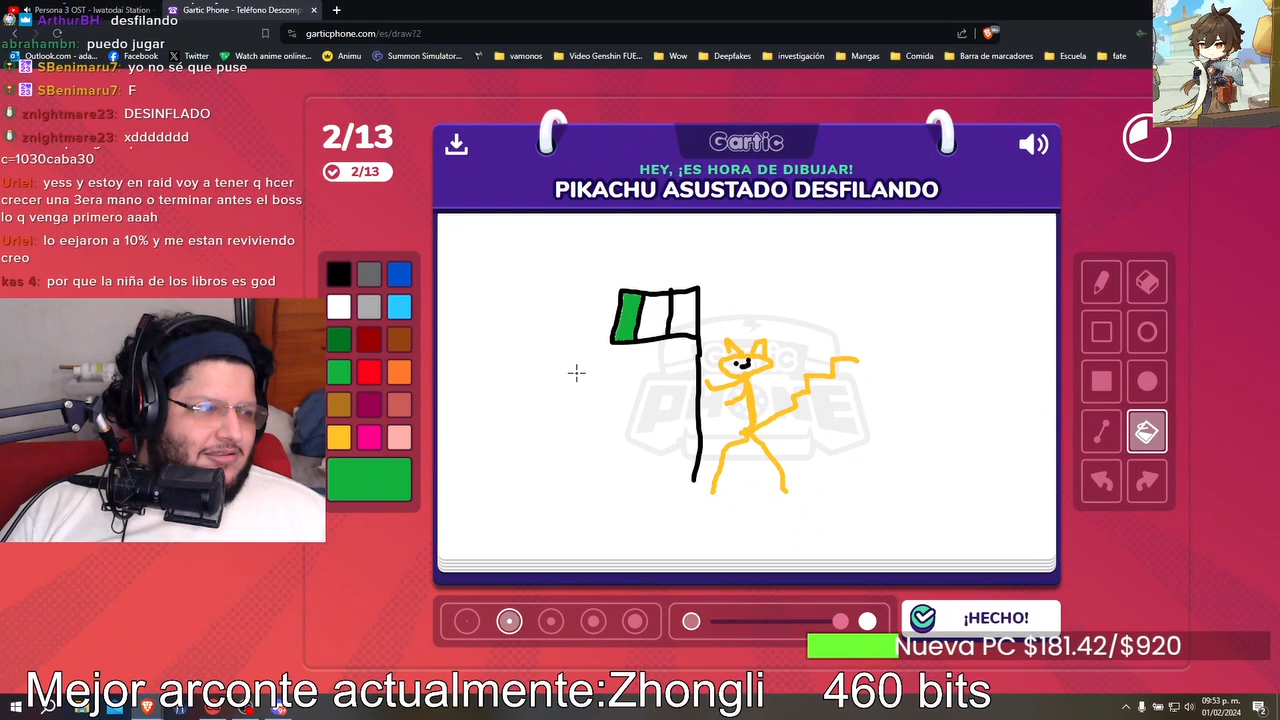 Persona 3 OST - Iwatodai Station
Gartic Phone - Teléfono Descomp
ArthurBH: desfilando
garticphone.com/es/draw?2
abrahambn: puedo jugar
Outlook.com - ada...
Facebook
Twitter
Watch anime online...
Animu
Summon Simulator...
vamonos
Video Genshin FUE...
Wow
Deepfakes
investigación
Mangas
Comida
Barra de marcadores
Escuela
fate
SBenimaru7: yo no sé que puse
SBenimaru7: F
znightmare23: DESINFLADO
znightmare23: xddddddd
c=1030caba30
Uriel: yess y estoy en raid voy a tener q hcer
crecer una 3era mano o terminar antes el boss
lo q venga primero aaah
Uriel: lo eejaron a 10% y me estan reviviendo
creo
kas 4: por que la niña de los libros es god
2/13
2/13
Gartic
HEY, ¡ES HORA DE DIBUJAR!
PIKACHU ASUSTADO DESFILANDO
Gartic
PHONE
¡HECHO!
Nueva PC $181.42/$920
Mejor arconte actualmente:Zhongli 460 bits
09:53 p. m.
01/02/2024
2